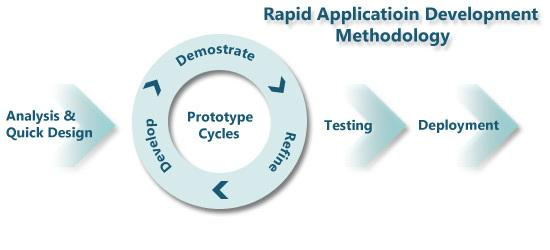 Rapid Applicatioin Development
Methodology
Demostrate
Analysis &
Quick Design
Prototype
Cycles
Develop
Refine
Testing
Deployment